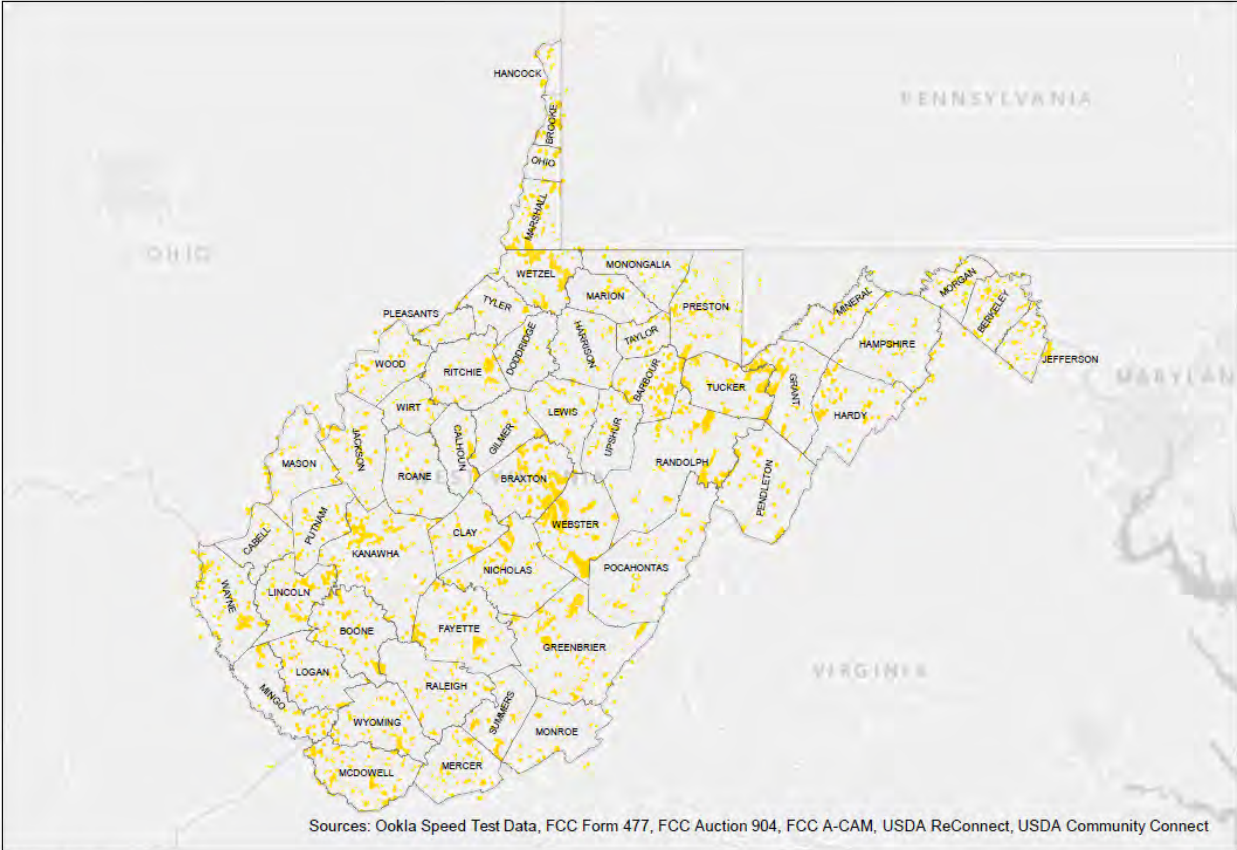 HANCOCK
PENNSYLVANIA
BROOKE
OHIO
MARSHALL
OHIO
WETZEL
MONONGALIA
MARION
PRESTON
TYLER
PLEASANTS
MORGAN
BERKELEY
MINERAL
HAMPSHIRE
JEFFERSON
WOOD
RITCHIE
DODDRIDGE
HARRISON
TAYLOR
BARBOUR
TUCKER
GRANT
HARDY
MARYLAN
WIRT
LEWIS
UPSHUR
GILMER
CALHOUN
JACKSON
MASON
ROANE
BRAXTON
RANDOLPH
PENDLETON
WEBSTER
CLAY
PUTNAM
CABELL
KANAWHA
NICHOLAS
POCAHONTAS
WAYNE
LINCOLN
BOONE
FAYETTE
GREENBRIER
VIRGINIA
LOGAN
MINGO
RALEIGH
SUMMERS
WYOMING
MONROE
MCDOWELL
MERCER
Sources: Ookla Speed Test Data, FCC Form 477, FCC Auction 904, FCC A-CAM, USDA ReConnect, USDA Community Connect